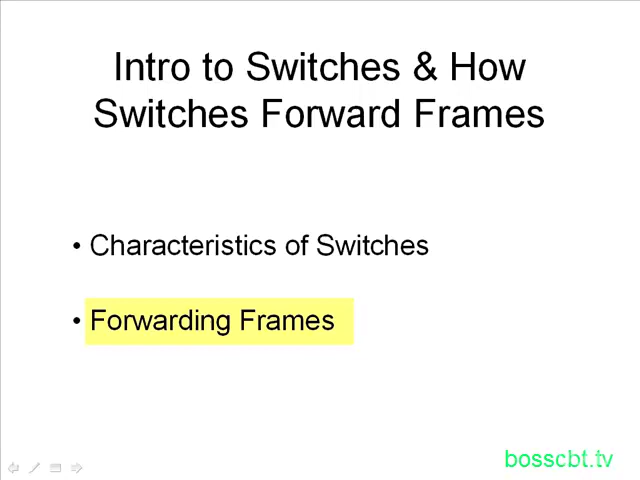 Intro to Switches & How
Switches Forward Frames
• Characteristics of Switches
• Forwarding Frames
bosscbt.tv